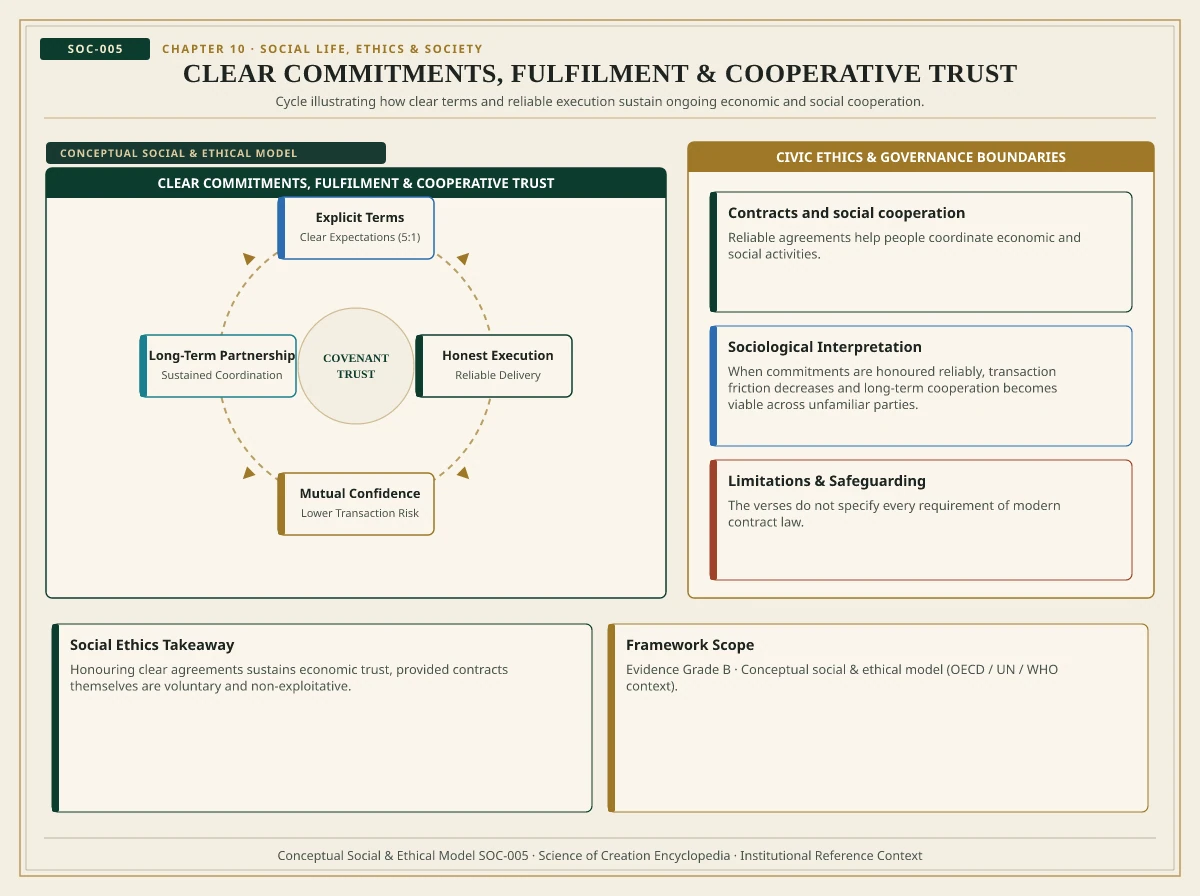 SOC-005
CHAPTER 10 · SOCIAL LIFE, ETHICS & SOCIETY
CLEAR COMMITMENTS, FULFILMENT & COOPERATIVE TRUST
Cycle illustrating how clear terms and reliable execution sustain ongoing economic and social cooperation.
CONCEPTUAL SOCIAL & ETHICAL MODEL
CLEAR COMMITMENTS, FULFILMENT & COOPERATIVE TRUST
Explicit Terms
Clear Expectations (5:1)
Long-Term Partnership
Sustained Coordination
COVENANT
TRUST
Honest Execution
Reliable Delivery
Mutual Confidence
Lower Transaction Risk
CIVIC ETHICS & GOVERNANCE BOUNDARIES
Contracts and social cooperation
Reliable agreements help people coordinate economic and
social activities.
Sociological Interpretation
When commitments are honoured reliably, transaction
friction decreases and long-term cooperation becomes
viable across unfamiliar parties.
Limitations & Safeguarding
The verses do not specify every requirement of modern
contract law.
Social Ethics Takeaway
Honouring clear agreements sustains economic trust, provided contracts
themselves are voluntary and non-exploitative.
Framework Scope
Evidence Grade B · Conceptual social & ethical model (OECD / UN / WHO
context).
Conceptual Social & Ethical Model SOC-005 · Science of Creation Encyclopedia · Institutional Reference Context